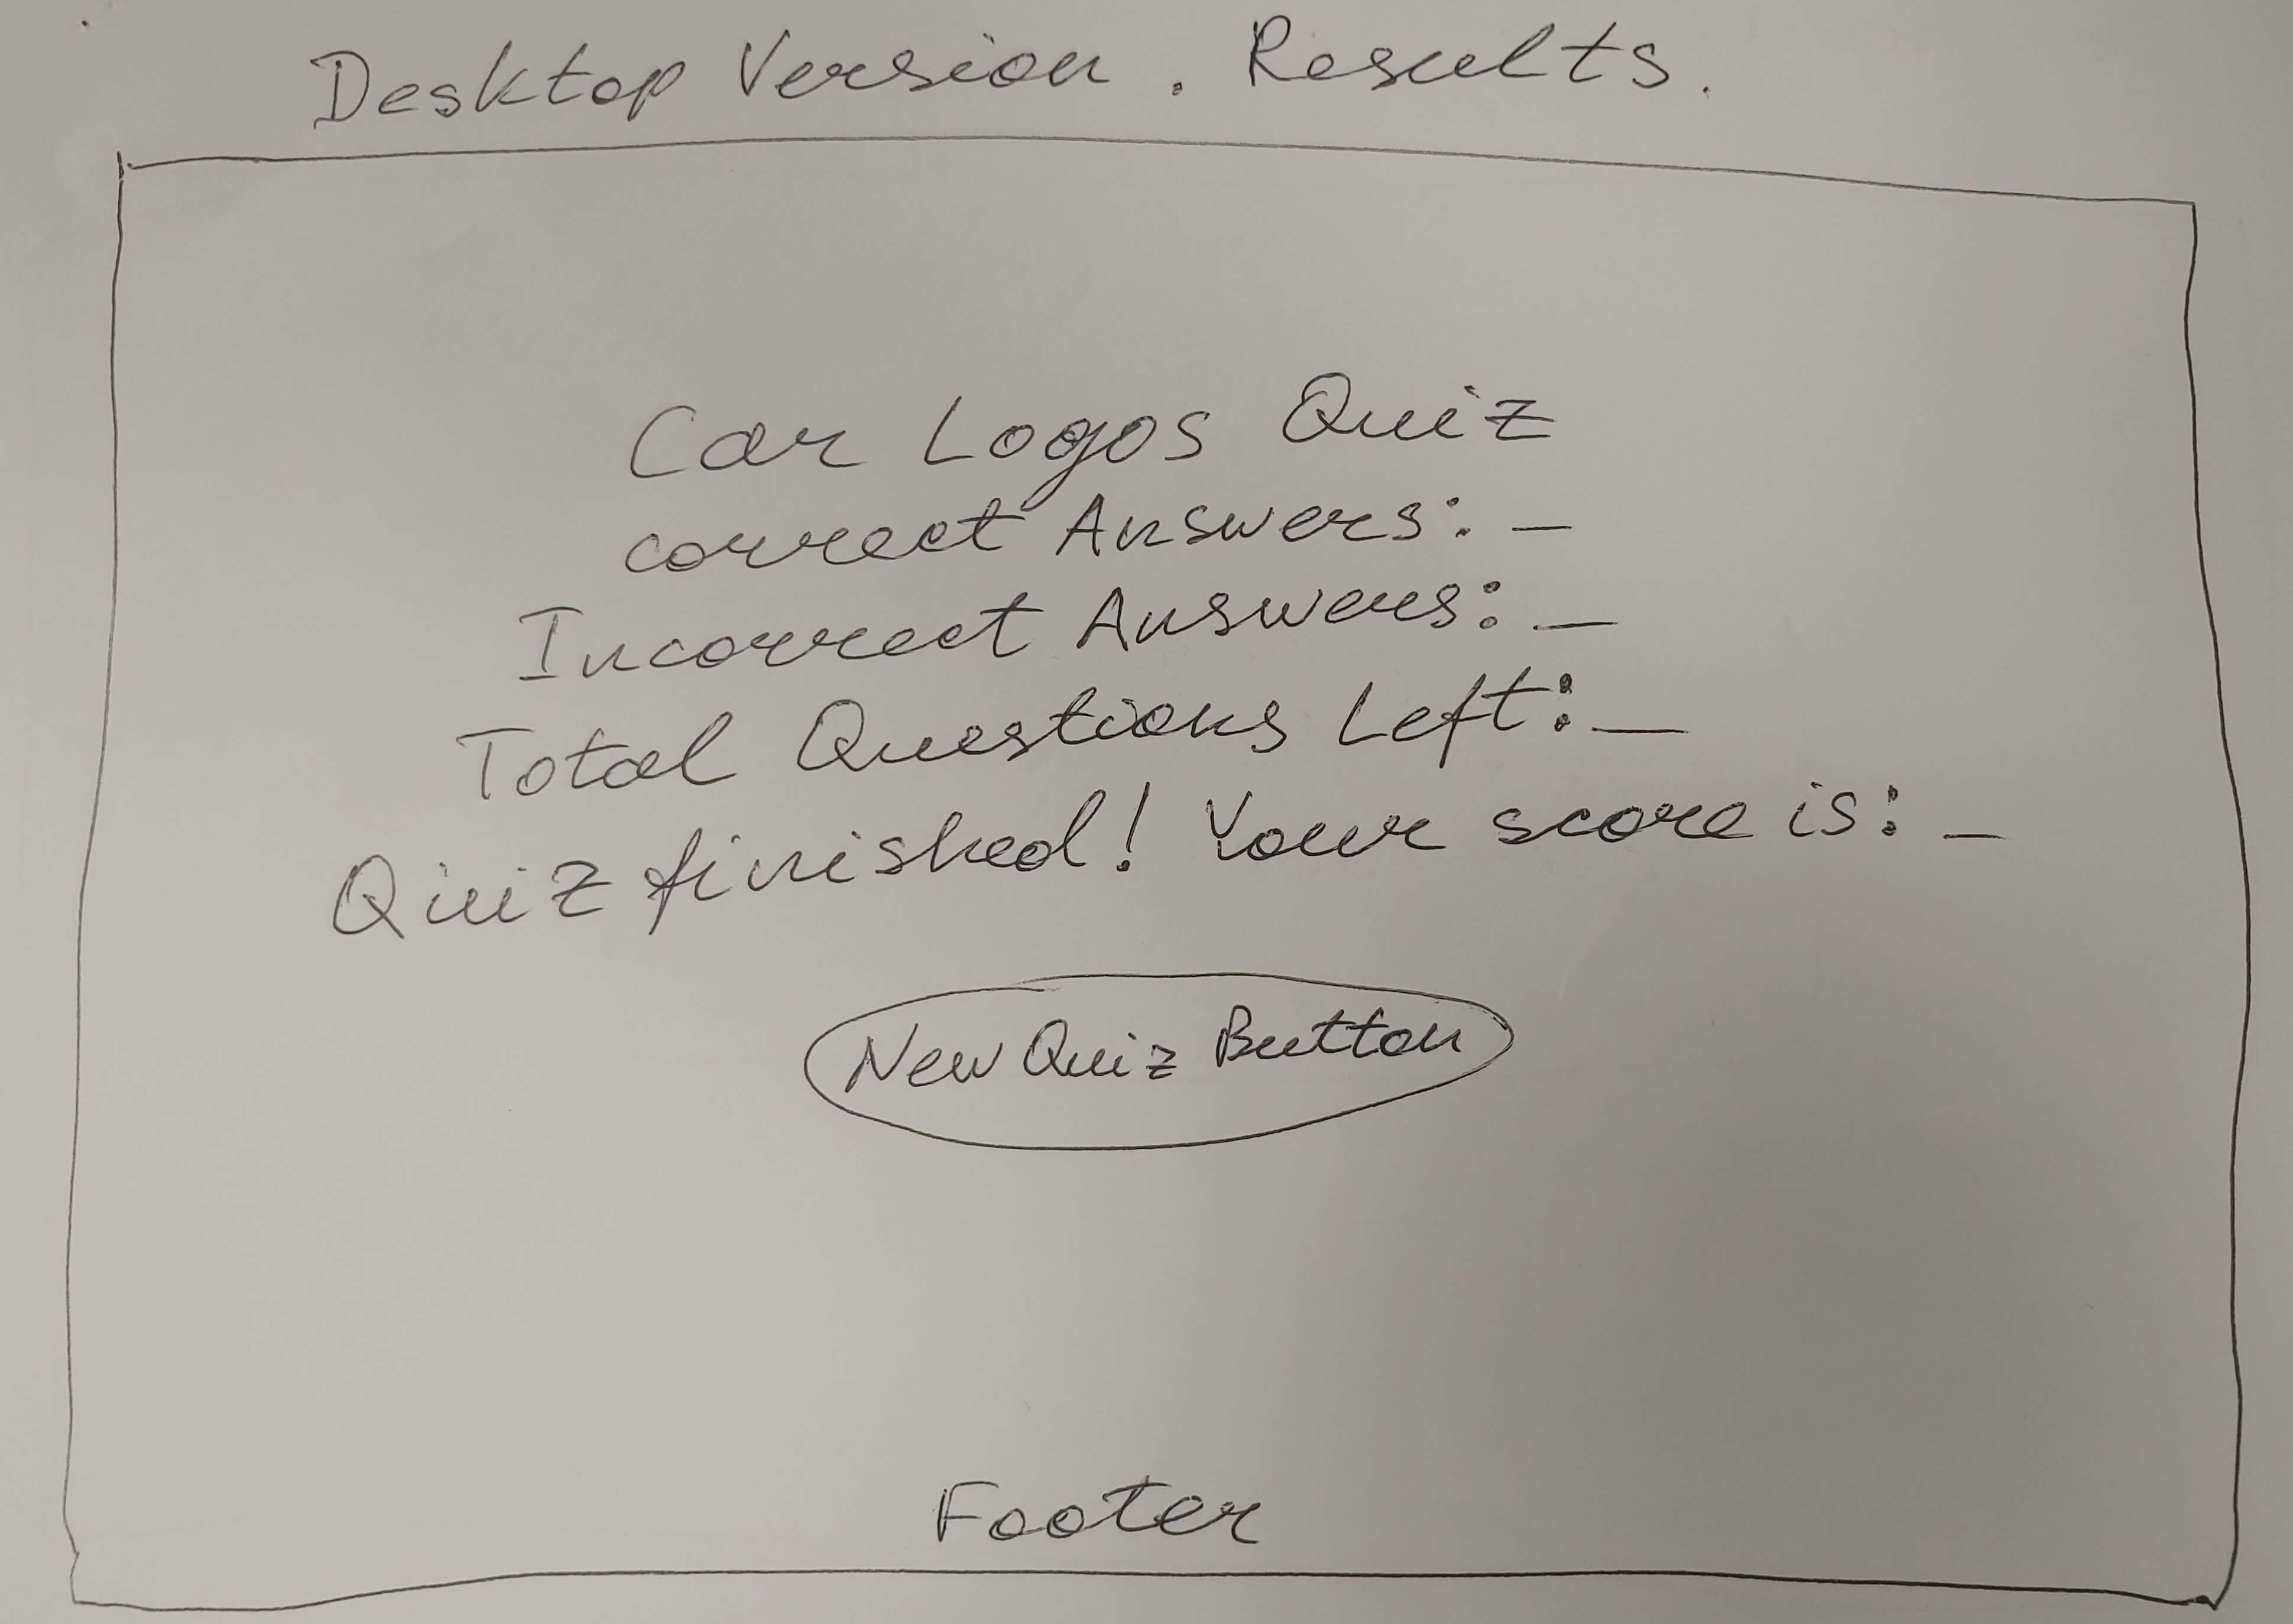 Desktop Version. Results.
Car Logos Quiz
correct Answers: _
Incorrect Answers: _
Total Questions Left: _
Quiz finished! Your score is: _
New Quiz Button
Footer